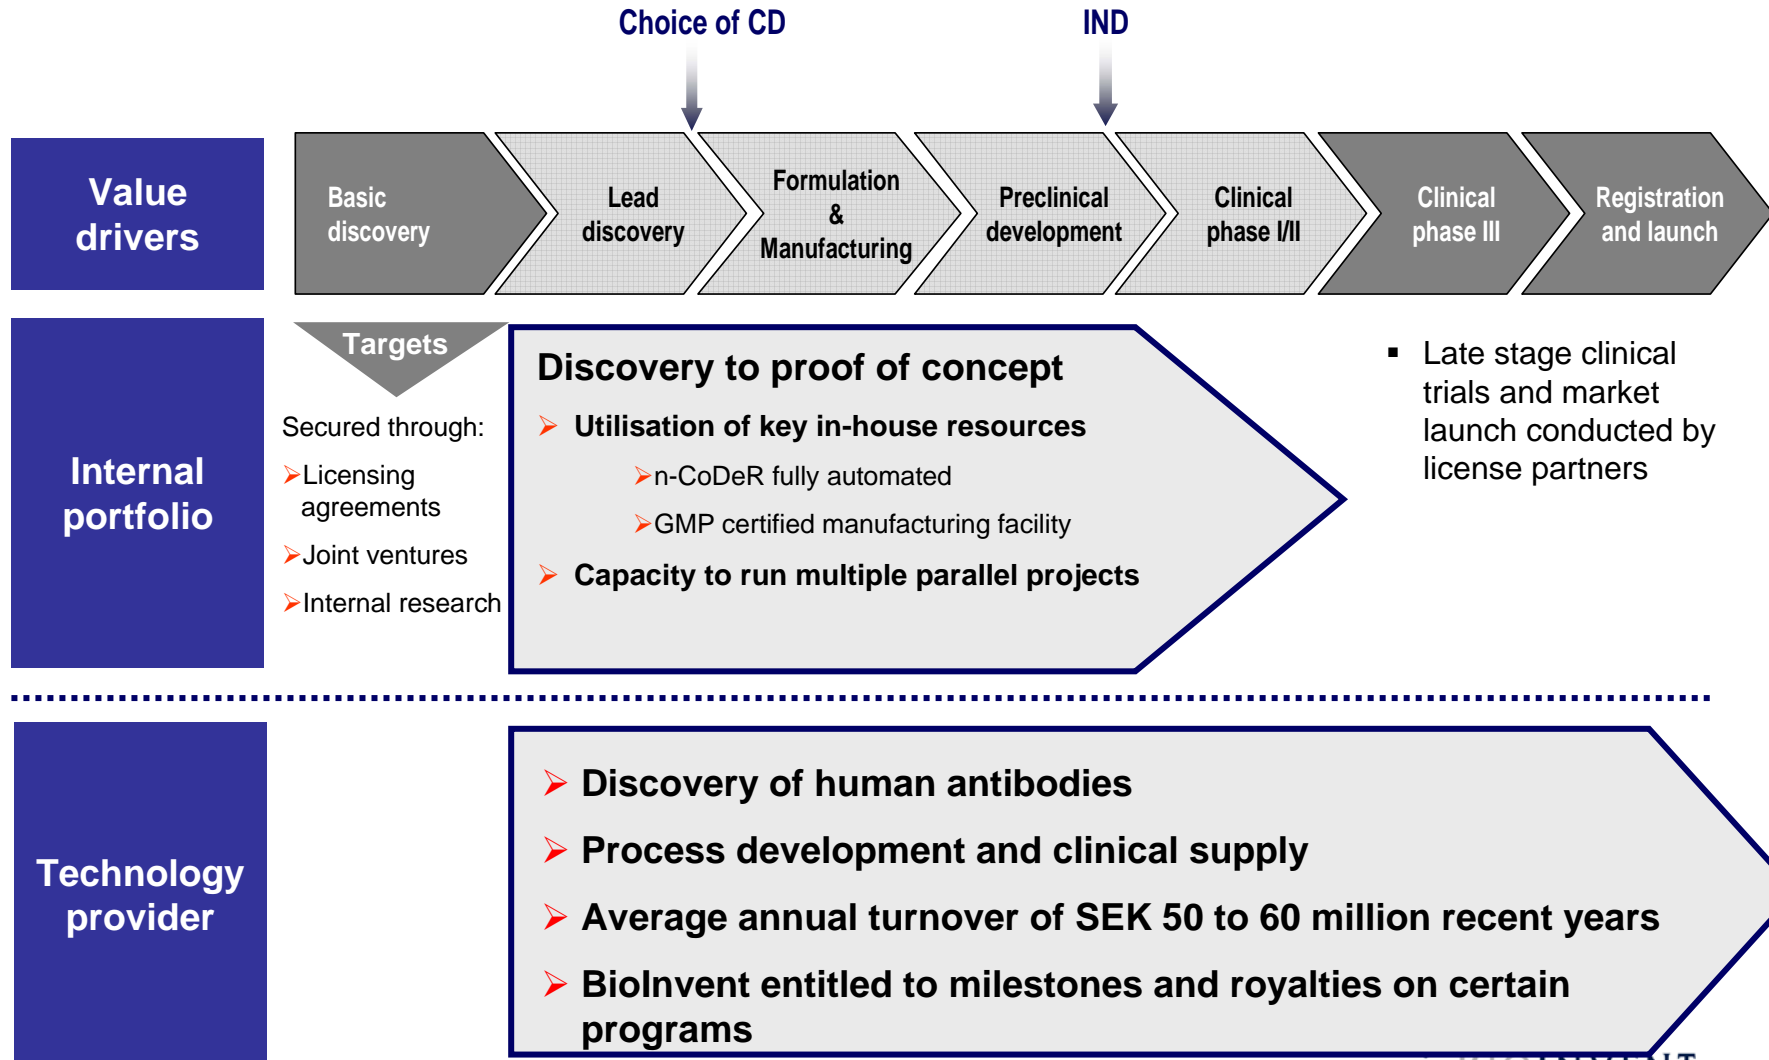 Choice of CD
IND
Value
drivers
Basic
discovery
Lead
discovery
Formulation
&
Manufacturing
Preclinical
development
Clinical
phase I/II
Clinical
phase III
Registration
and launch
Internal
portfolio
Targets
Secured through:
➢Licensing
agreements
➢Joint ventures
➢Internal research
Discovery to proof of concept
➢ Utilisation of key in-house resources
➢n-CoDeR fully automated
➢GMP certified manufacturing facility
➢ Capacity to run multiple parallel projects
▪ Late stage clinical
trials and market
launch conducted by
license partners
Technology
provider
➢ Discovery of human antibodies
➢ Process development and clinical supply
➢ Average annual turnover of SEK 50 to 60 million recent years
➢ BioInvent entitled to milestones and royalties on certain
programs